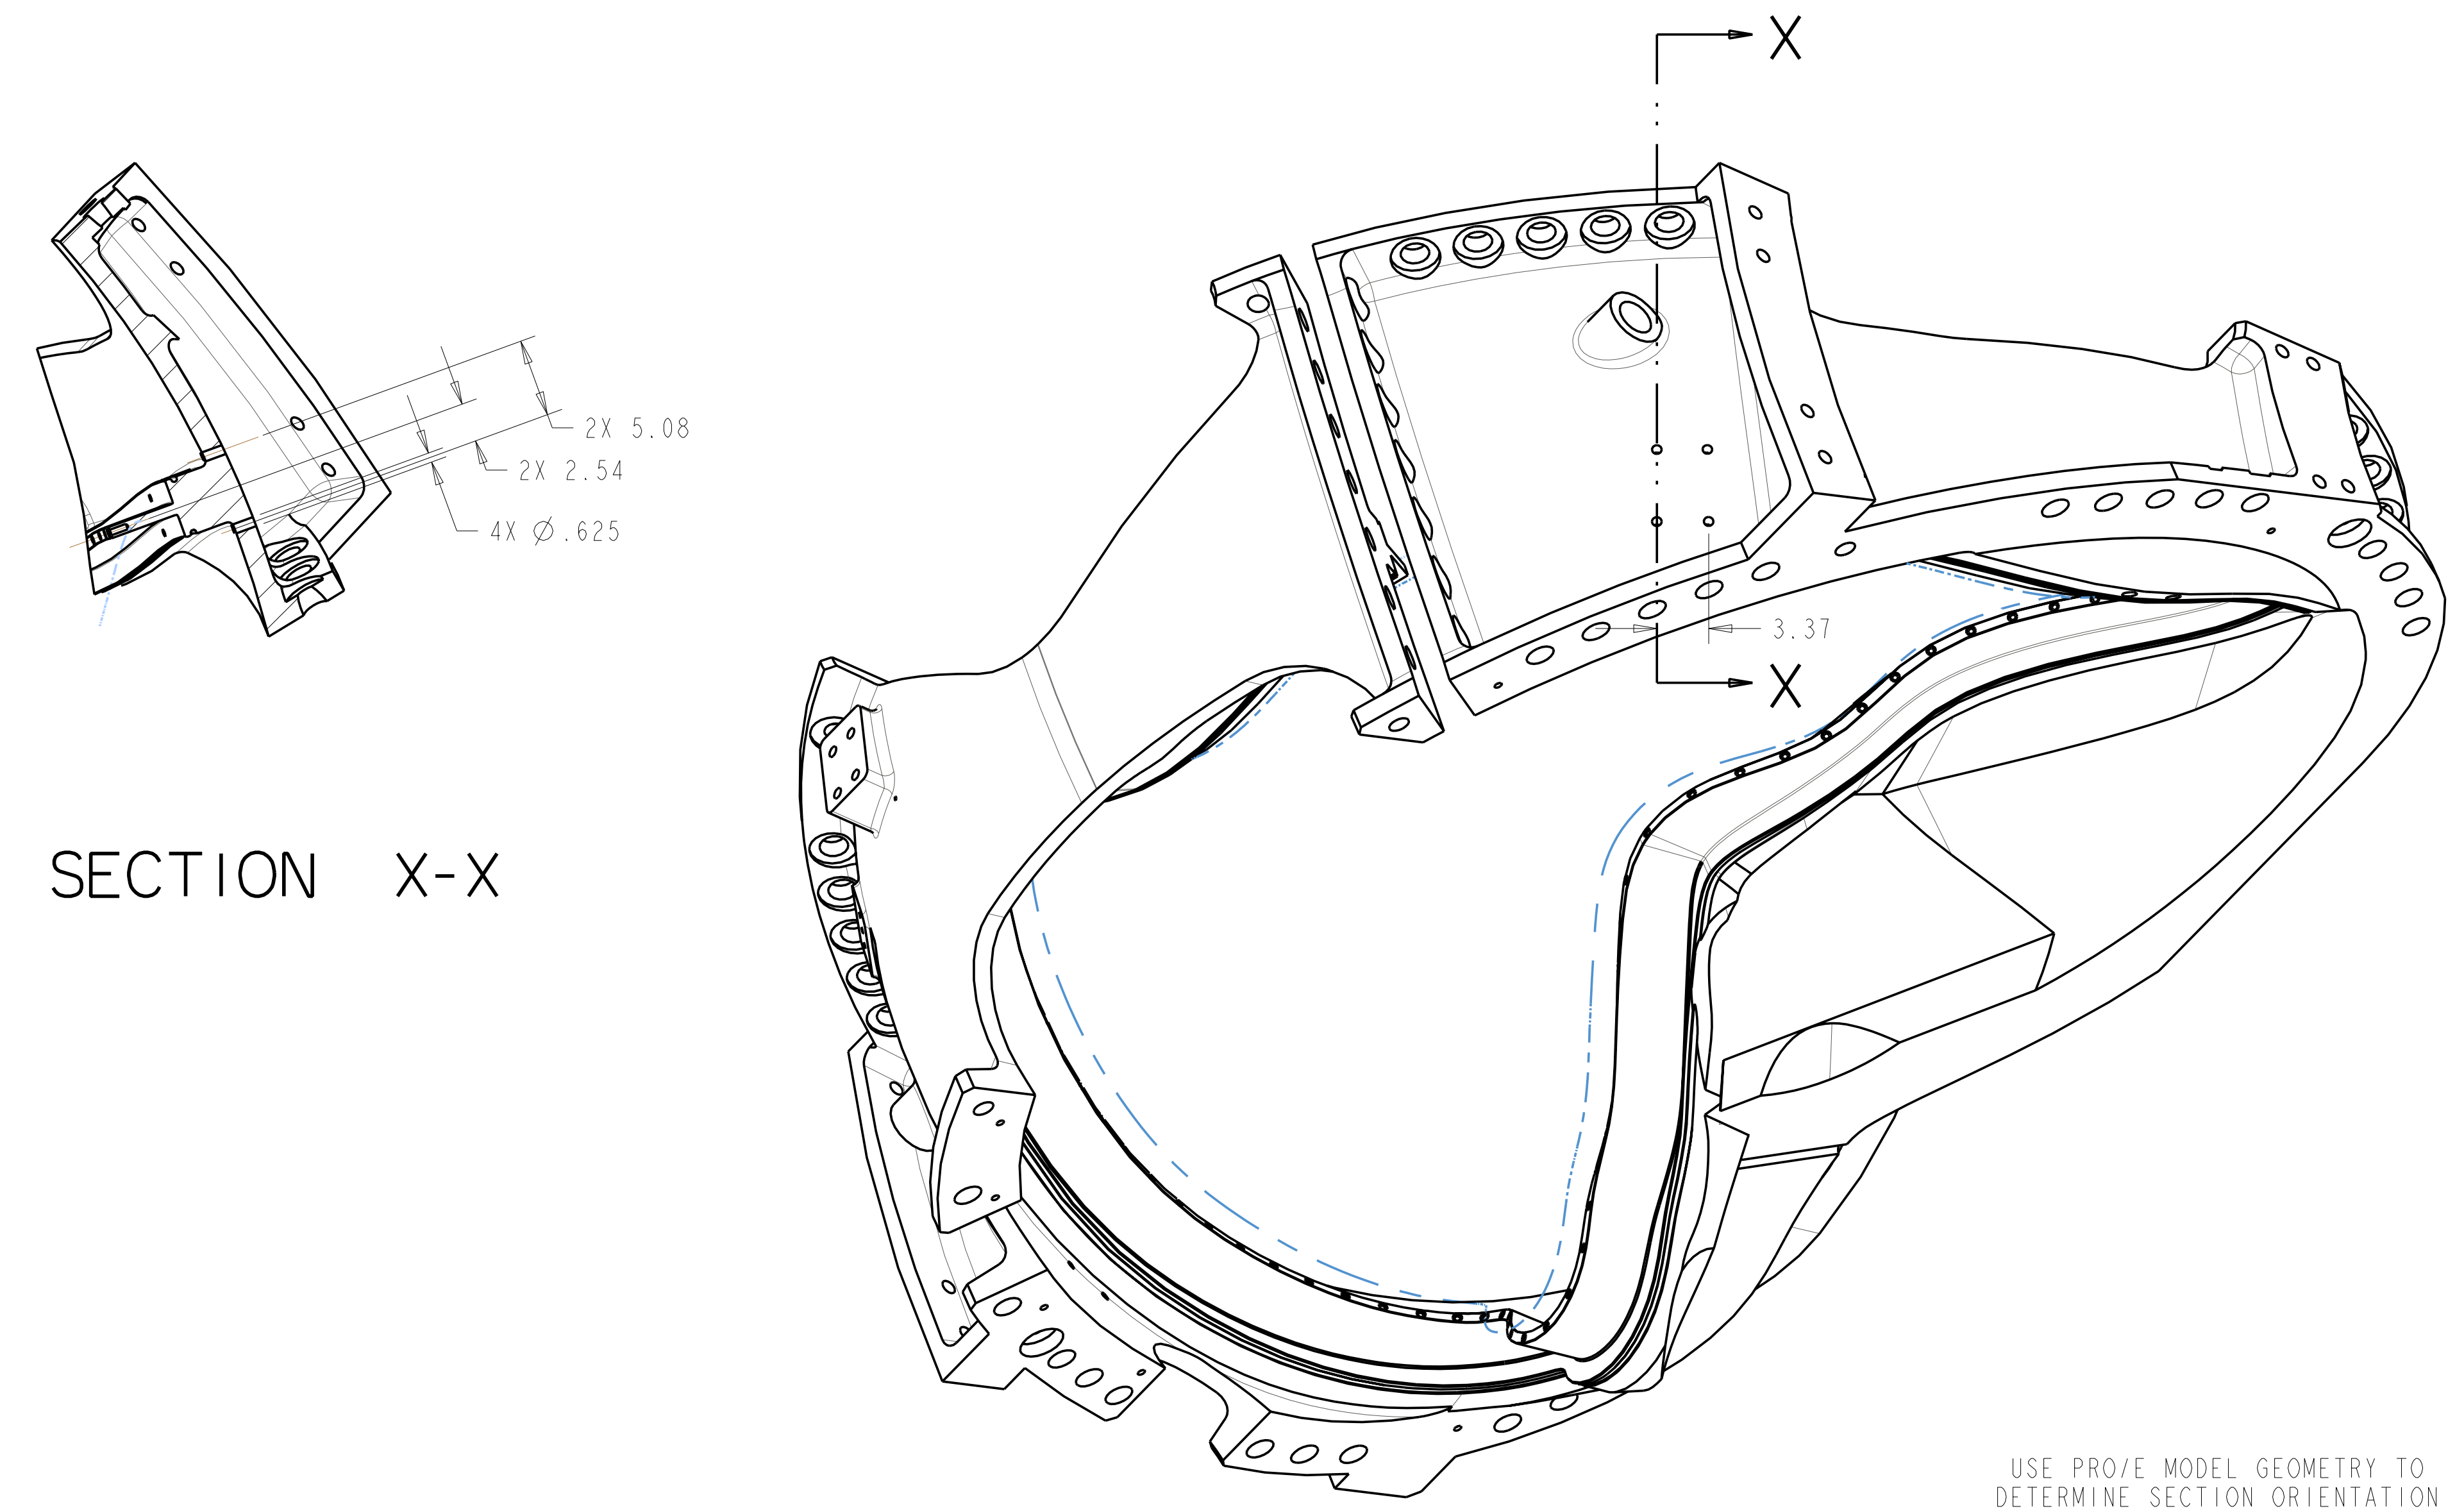 X
2X 5.08
2X 2.54
4X ⌀.625
3.37
X
SECTION X-X
USE PRO/E MODEL GEOMETRY TO
DETERMINE SECTION ORIENTATION